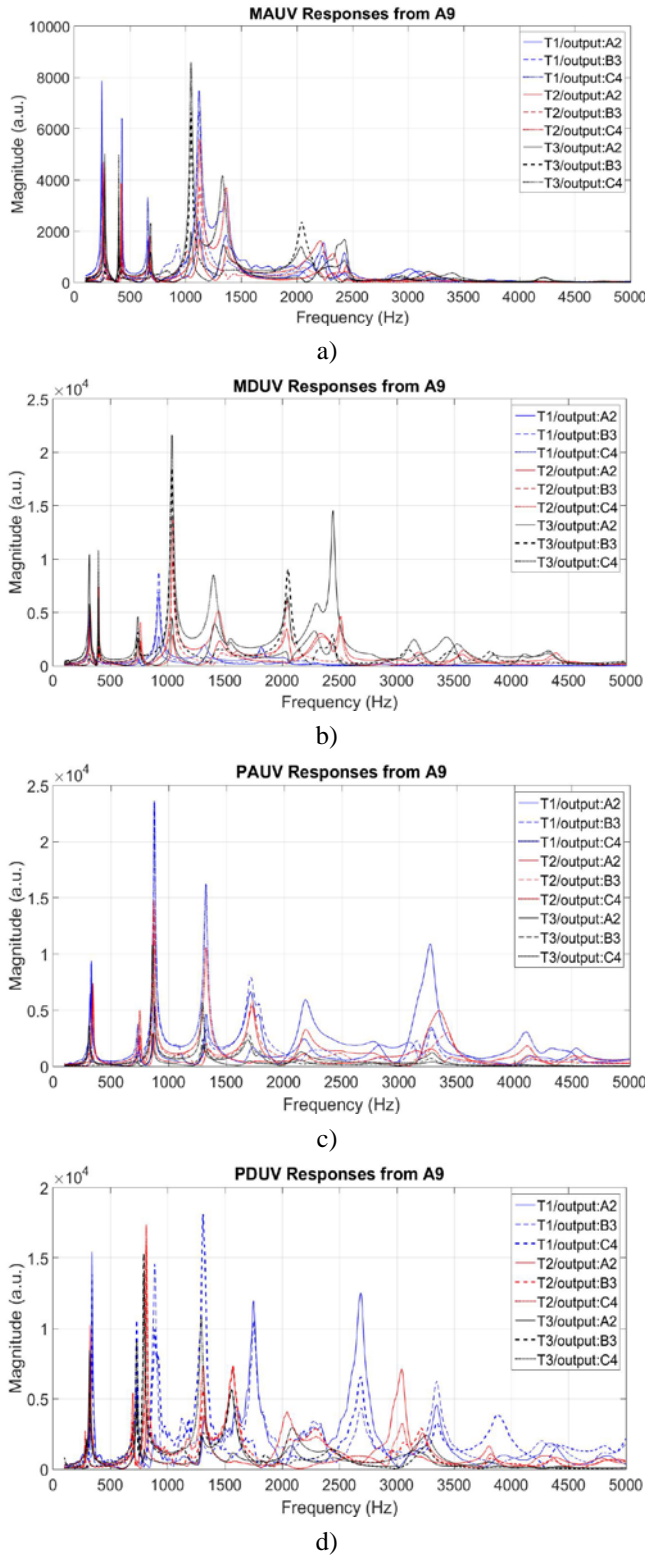 MAUV Responses from A9
10000
8000
6000
4000
2000
0
Magnitude (a.u.)
0 500 1000 1500 2000 2500 3000 3500 4000 4500 5000
Frequency (Hz)
T1/output:A2
T1/output:B3
T1/output:C4
T2/output:A2
T2/output:B3
T2/output:C4
T3/output:A2
T3/output:B3
T3/output:C4
a)
MDUV Responses from A9
×10⁴
2.5
2
1.5
1
0.5
0
Magnitude (a.u.)
0 500 1000 1500 2000 2500 3000 3500 4000 4500 5000
Frequency (Hz)
T1/output:A2
T1/output:B3
T1/output:C4
T2/output:A2
T2/output:B3
T2/output:C4
T3/output:A2
T3/output:B3
T3/output:C4
b)
PAUV Responses from A9
×10⁴
2.5
2
1.5
1
0.5
0
Magnitude (a.u.)
0 500 1000 1500 2000 2500 3000 3500 4000 4500 5000
Frequency (Hz)
T1/output:A2
T1/output:B3
T1/output:C4
T2/output:A2
T2/output:B3
T2/output:C4
T3/output:A2
T3/output:B3
T3/output:C4
c)
PDUV Responses from A9
×10⁴
2
1.5
1
0.5
0
Magnitude (a.u.)
0 500 1000 1500 2000 2500 3000 3500 4000 4500 5000
Frequency (Hz)
T1/output:A2
T1/output:B3
T1/output:C4
T2/output:A2
T2/output:B3
T2/output:C4
T3/output:A2
T3/output:B3
T3/output:C4
d)